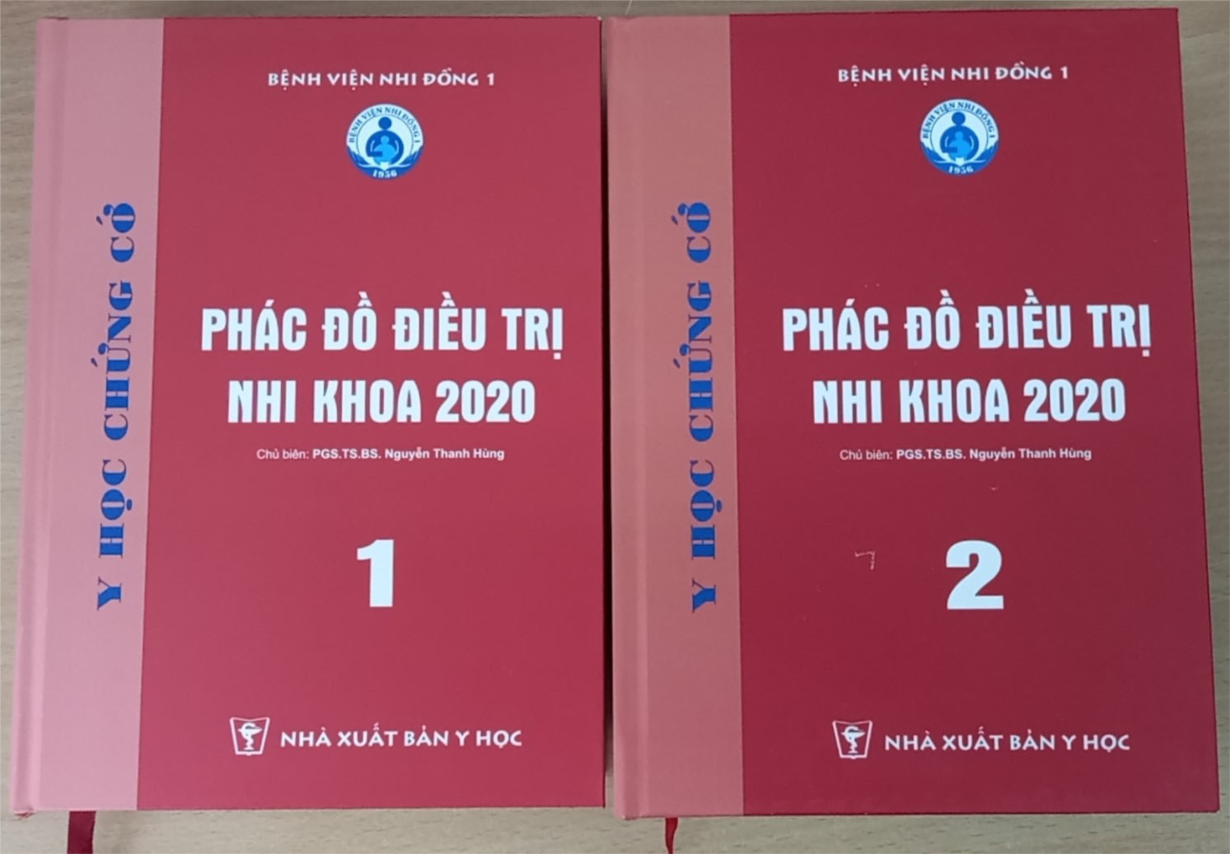 BỆNH VIỆN NHI ĐỒNG 1
BỆNH VIỆN NHI ĐỒNG 1
1956
Y HỌC CHỨNG CỚ
PHÁC ĐỒ ĐIỀU TRỊ
NHI KHOA 2020
Chủ biên: PGS.TS.BS. Nguyễn Thanh Hùng
1
NHÀ XUẤT BẢN Y HỌC
BỆNH VIỆN NHI ĐỒNG 1
BỆNH VIỆN NHI ĐỒNG 1
1956
Y HỌC CHỨNG CỚ
PHÁC ĐỒ ĐIỀU TRỊ
NHI KHOA 2020
Chủ biên: PGS.TS.BS. Nguyễn Thanh Hùng
2
NHÀ XUẤT BẢN Y HỌC